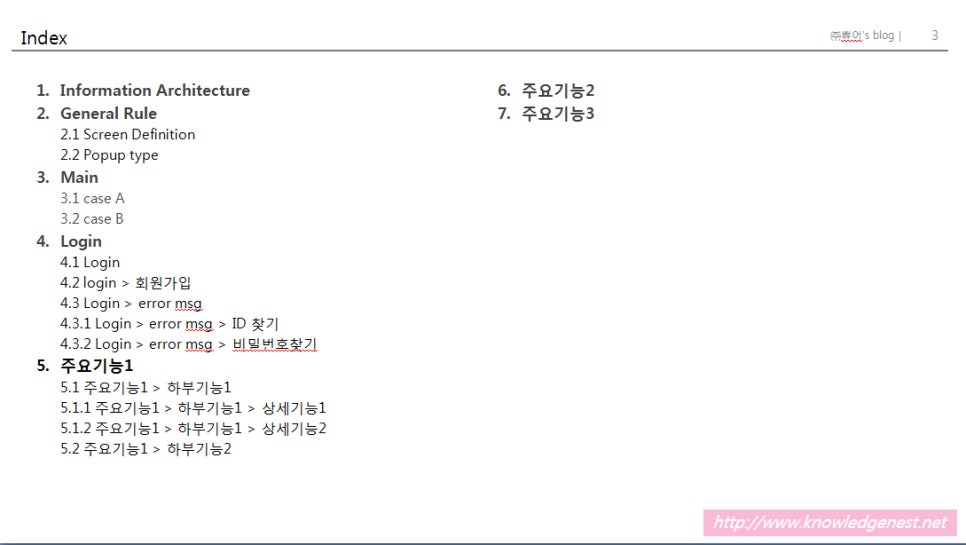 Index
's blog |
3
1. Information Architecture
2. General Rule
2.1 Screen Definition
2.2 Popup type
3. Main
3.1 case A
3.2 case B
4. Login
4.1 Login
4.2 login > 회원가입
4.3 Login > error msg
4.3.1 Login > error msg > ID 찾기
4.3.2 Login > error msg > 비밀번호찾기
5. 주요기능1
5.1 주요기능1 > 하부기능1
5.1.1 주요기능1 > 하부기능1 > 상세기능1
5.1.2 주요기능1 > 하부기능1 > 상세기능2
5.2 주요기능1 > 하부기능2
6. 주요기능2
7. 주요기능3
http://www.knowledgenest.net